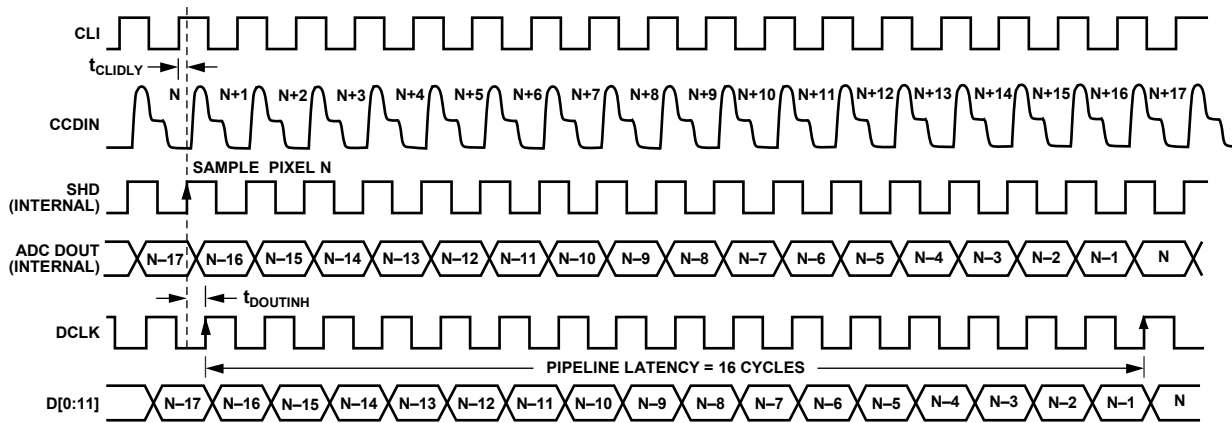 CLI
tCLIDLY
N N+1 N+2 N+3 N+4 N+5 N+6 N+7 N+8 N+9 N+10 N+11 N+12 N+13 N+14 N+15 N+16 N+17
CCDIN
SAMPLE PIXEL N
SHD
(INTERNAL)
ADC DOUT
(INTERNAL)
N–17 N–16 N–15 N–14 N–13 N–12 N–11 N–10 N–9 N–8 N–7 N–6 N–5 N–4 N–3 N–2 N–1 N
tDOUTINH
DCLK
PIPELINE LATENCY = 16 CYCLES
D[0:11]
N–17 N–16 N–15 N–14 N–13 N–12 N–11 N–10 N–9 N–8 N–7 N–6 N–5 N–4 N–3 N–2 N–1 N